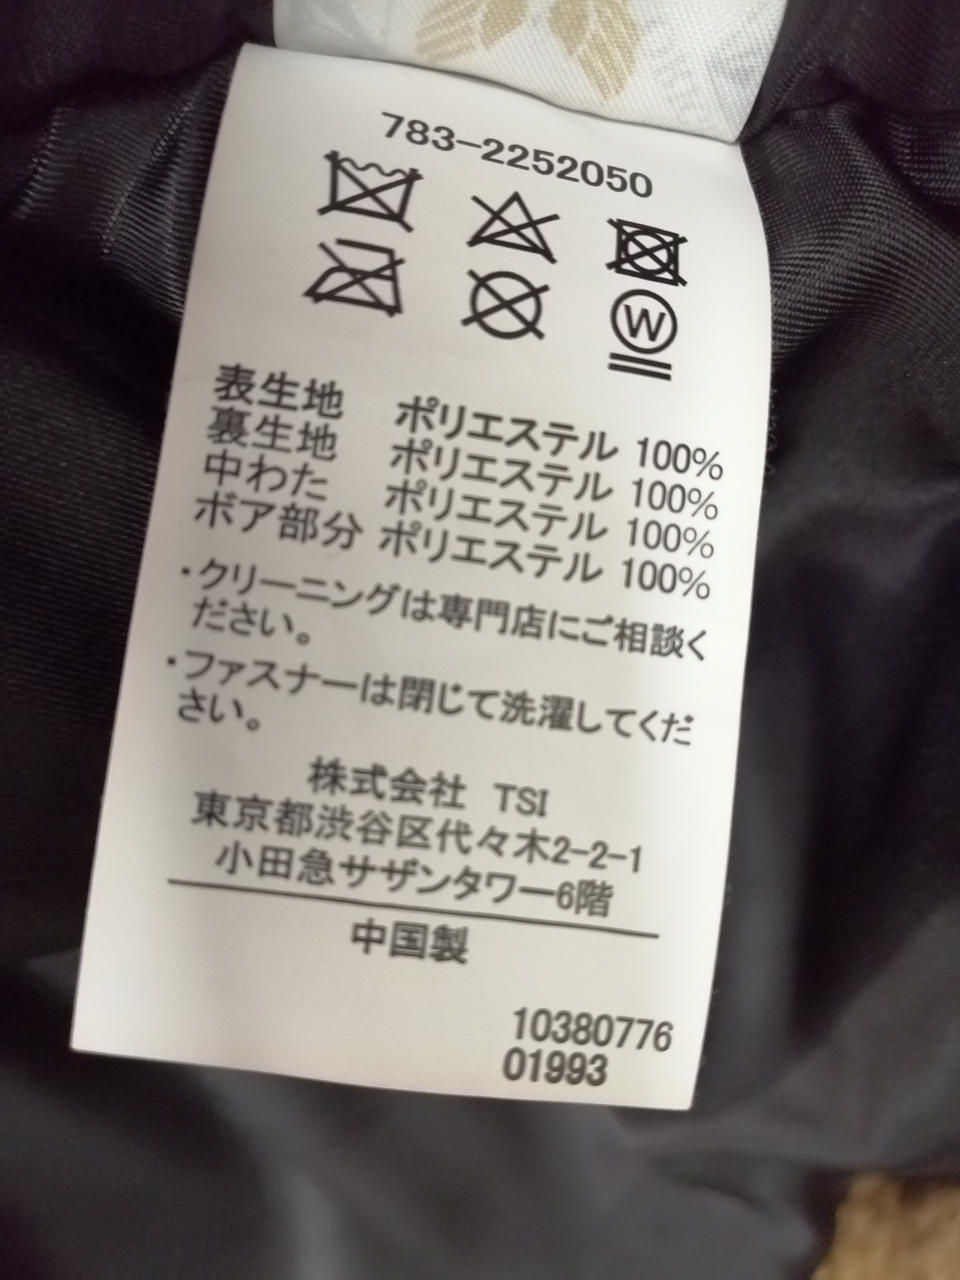 783-2252050
W
表生地 ポリエステル 100%
裏生地 ポリエステル 100%
中わた ポリエステル 100%
ボア部分 ポリエステル 100%
・クリーニングは専門店にご相談く
ださい。
・ファスナーは閉じて洗濯してくだ
さい。
株式会社 TSI
東京都渋谷区代々木2-2-1
小田急サザンタワー6階
中国製
10380776
01993